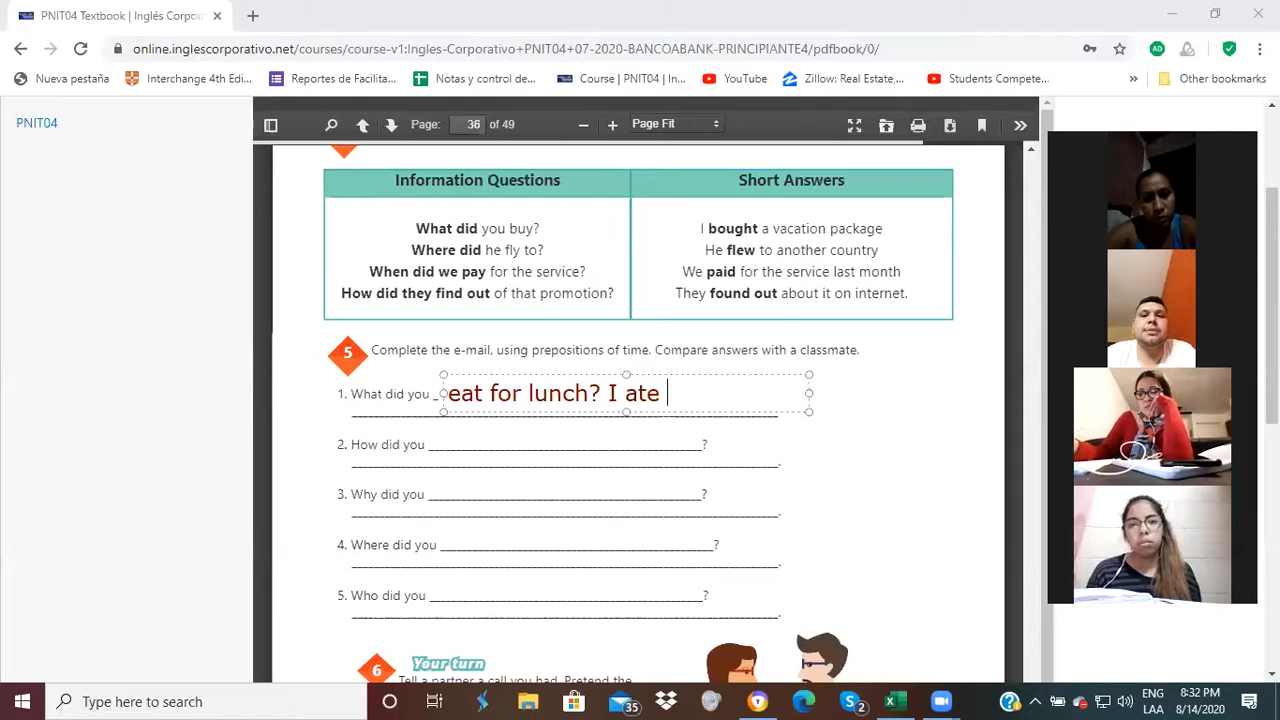 PNIT04 Textbook | Inglés Corpor
online.inglescorporativo.net/courses/course-v1:Ingles-Corporativo+PNIT04+07-2020-BANCOABANK-PRINCIPIANTE4/pdfbook/0/
Nueva pestaña Interchange 4th Edi... Reportes de Facilita... Notas y control de... Course | PNIT04 | In... YouTube Zillow: Real Estate,... Students Compete... » Other bookmarks
PNIT04
Page: 36 of 49 Page Fit
Information Questions Short Answers
What did you buy? I bought a vacation package
Where did he fly to? He flew to another country
When did we pay for the service? We paid for the service last month
How did they find out of that promotion? They found out about it on internet.
5 Complete the e-mail, using prepositions of time. Compare answers with a classmate.
1. What did you _ eat for lunch? I ate
2. How did you ______?
3. Why did you ______?
4. Where did you ______?
5. Who did you ______?
6 Your turn
Tell a partner a call you had. Pretend the
Type here to search 35 2 ENG 8:32 PM
LAA 8/14/2020